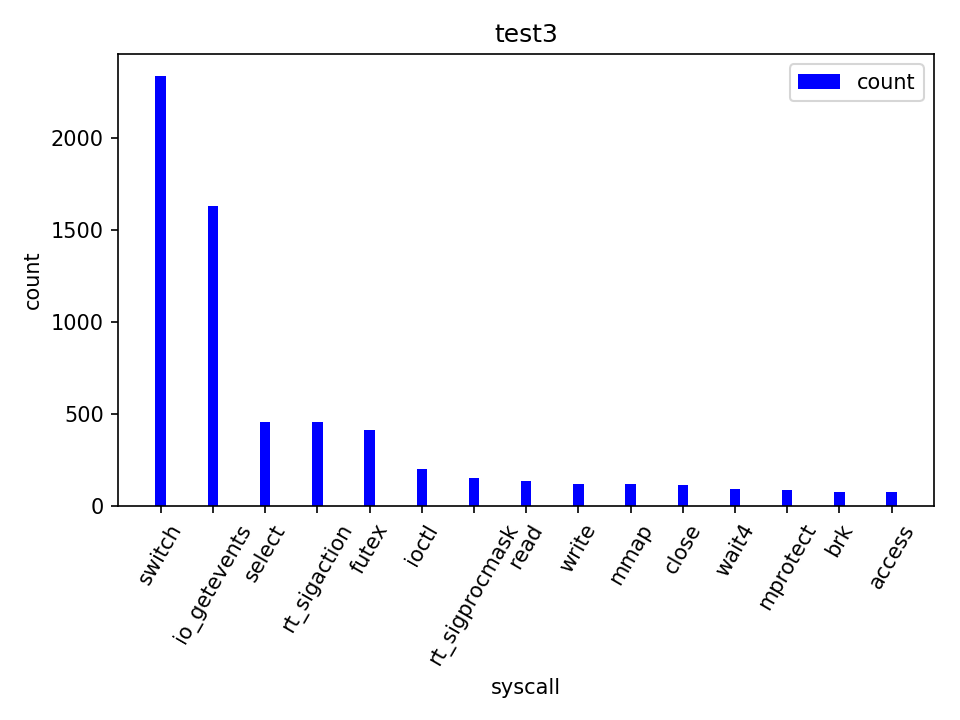 test3
count
2000
1500
1000
500
0
count
switch
io_getevents
select
rt_sigaction
futex
ioctl
rt_sigprocmask
read
write
mmap
close
wait4
mprotect
brk
access
syscall